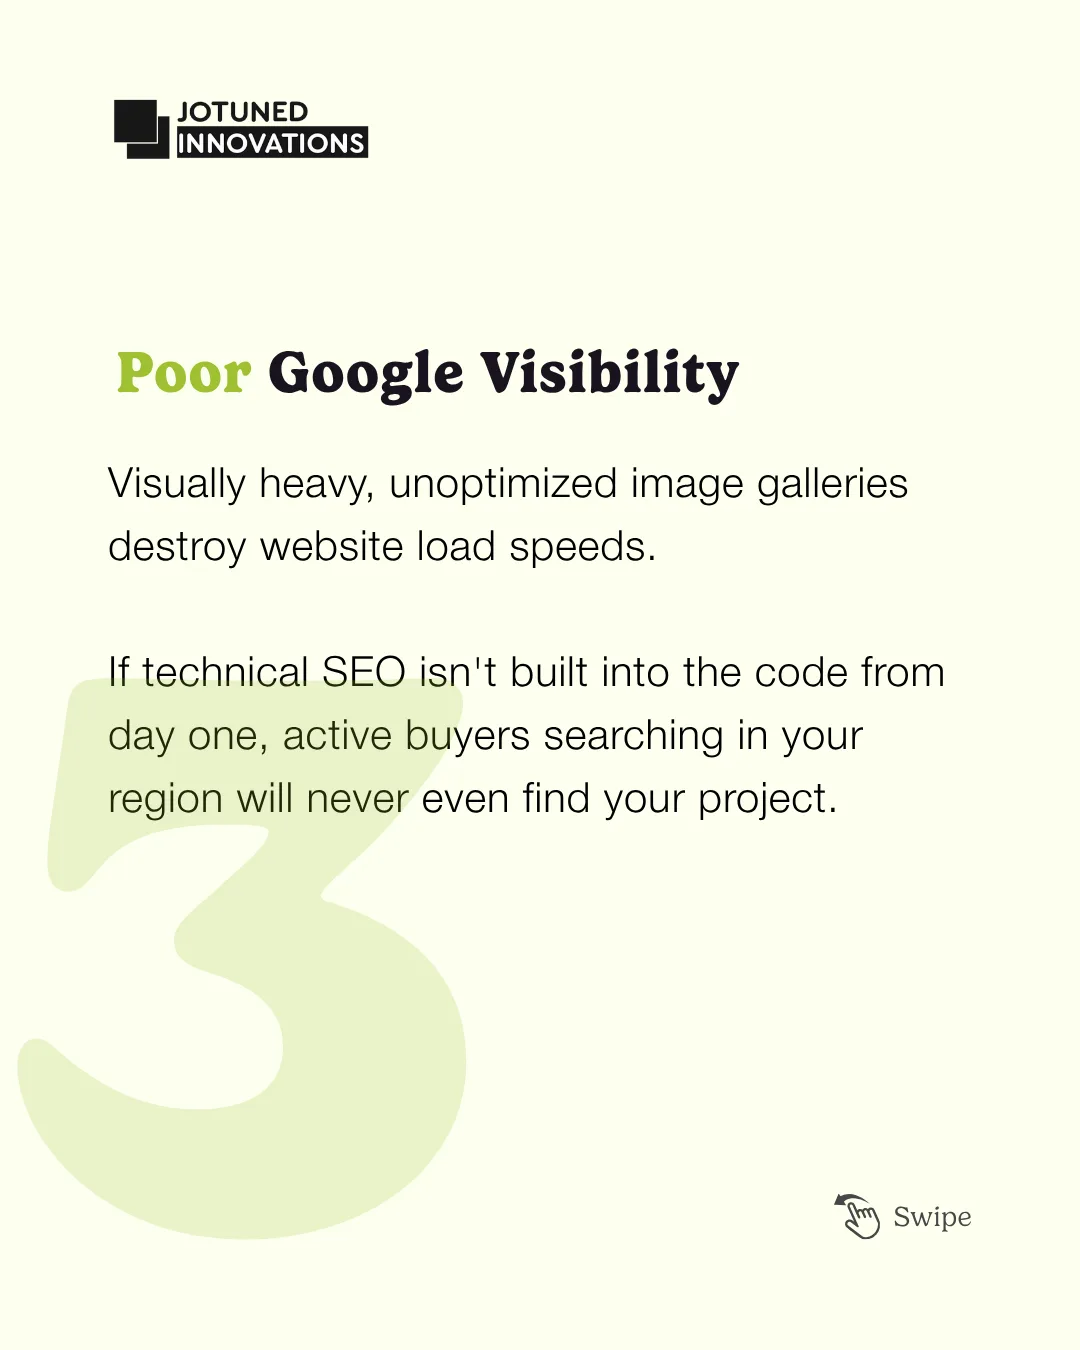 JOTUNED
INNOVATIONS
Poor Google Visibility
Visually heavy, unoptimized image galleries
destroy website load speeds.
If technical SEO isn't built into the code from
day one, active buyers searching in your
region will never even find your project.
3
Swipe